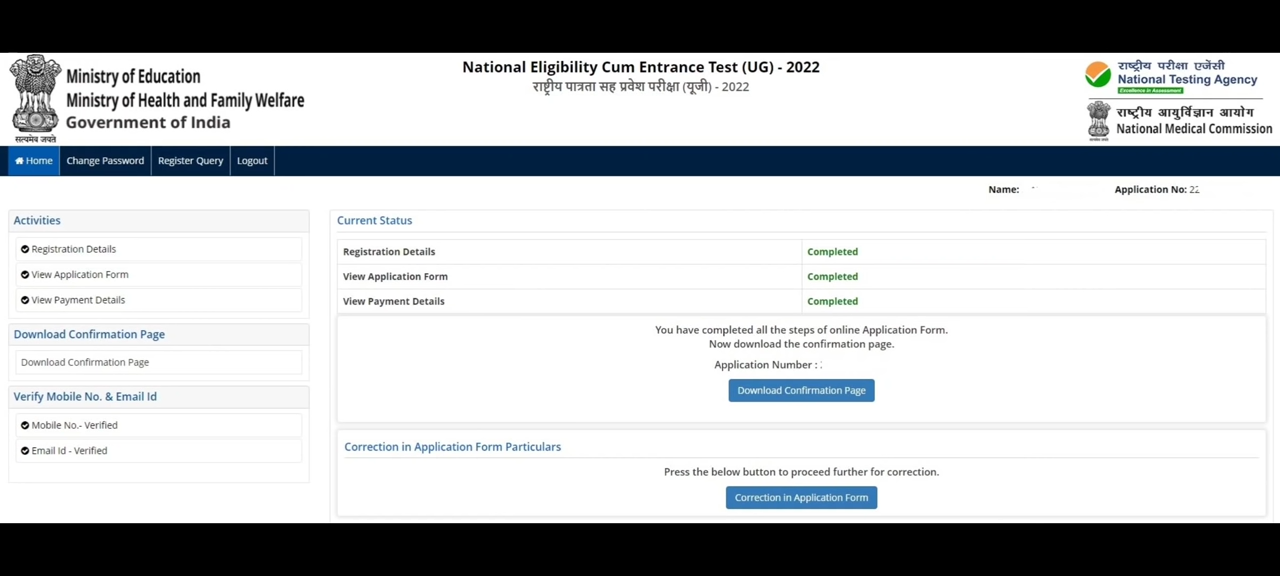 Ministry of Education
Ministry of Health and Family Welfare
Government of India
सत्यमेव जयते
National Eligibility Cum Entrance Test (UG) - 2022
राष्ट्रीय पात्रता सह प्रवेश परीक्षा (यूजी) - 2022
राष्ट्रीय परीक्षा एजेंसी
National Testing Agency
Excellence in Assessment
राष्ट्रीय आयुर्विज्ञान आयोग
National Medical Commission
Home Change Password Register Query Logout
Name: Application No: 22
Activities
Registration Details
View Application Form
View Payment Details
Download Confirmation Page
Download Confirmation Page
Verify Mobile No. & Email Id
Mobile No.- Verified
Email Id - Verified
Current Status
Registration Details Completed
View Application Form Completed
View Payment Details Completed
You have completed all the steps of online Application Form.
Now download the confirmation page.
Application Number :
Download Confirmation Page
Correction in Application Form Particulars
Press the below button to proceed further for correction.
Correction in Application Form